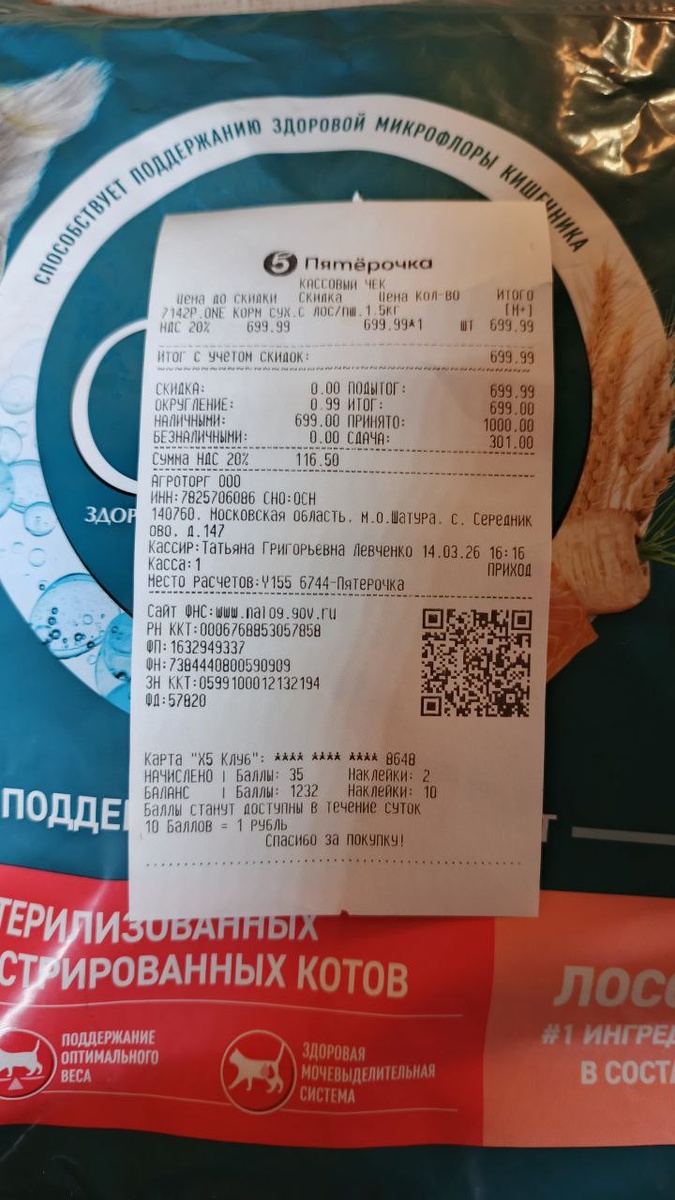 СПОСОБСТВУЕТ ПОДДЕРЖАНИЮ ЗДОРОВОЙ МИКРОФЛОРЫ КИШЕЧНИКА
5 Пятёрочка
КАССОВЫЙ ЧЕК
Цена до скидки Скидка Цена Кол-во Итого
7142P.ONE КОРМ СУХ.С ЛОС/ПШ.1.5КГ [М+]
НДС 20% 699.99 699.99*1 шт 699.99
Итог с учетом скидок: 699.99
СКИДКА: 0.00 ПОДЫТОГ: 699.99
ОКРУГЛЕНИЕ: 0.99 ИТОГ: 699.00
НАЛИЧНЫМИ: 699.00 ПРИНЯТО: 1000.00
БЕЗНАЛИЧНЫМИ: 0.00 СДАЧА: 301.00
Сумма НДС 20% 116.50
АГРОТОРГ ООО
ИНН:7825706086 СНО:ОСН
140760, Московская область, м.о.Шатура, с. Середник
ово, д.147
Кассир:Татьяна Григорьевна Левченко 14.03.26 16:16
Касса:1 ПРИХОД
Место расчетов:Y155 6744-Пятерочка
Сайт ФНС:www.nalog.gov.ru
РН ККТ:0006768853057858
ФП:1632949337
ФН:7384440800590909
ЗН ККТ:0599100012132194
ФД:57820
Карта "X5 Клуб": **** **** **** 8648
НАЧИСЛЕНО | Баллы: 35 Наклейки: 2
БАЛАНС | Баллы: 1232 Наклейки: 10
Баллы станут доступны в течение суток
10 баллов = 1 рубль
Спасибо за покупку!
ЗДОР
ПОДДЕ
Т
ТЕРИЛИЗОВАННЫХ
СТРИРОВАННЫХ КОТОВ
ПОДДЕРЖАНИЕ
ОПТИМАЛЬНОГО
ВЕСА
ЗДОРОВАЯ
МОЧЕВЫДЕЛИТЕЛЬНАЯ
СИСТЕМА
ЛОСО
#1 ИНГРЕД
В СОСТА